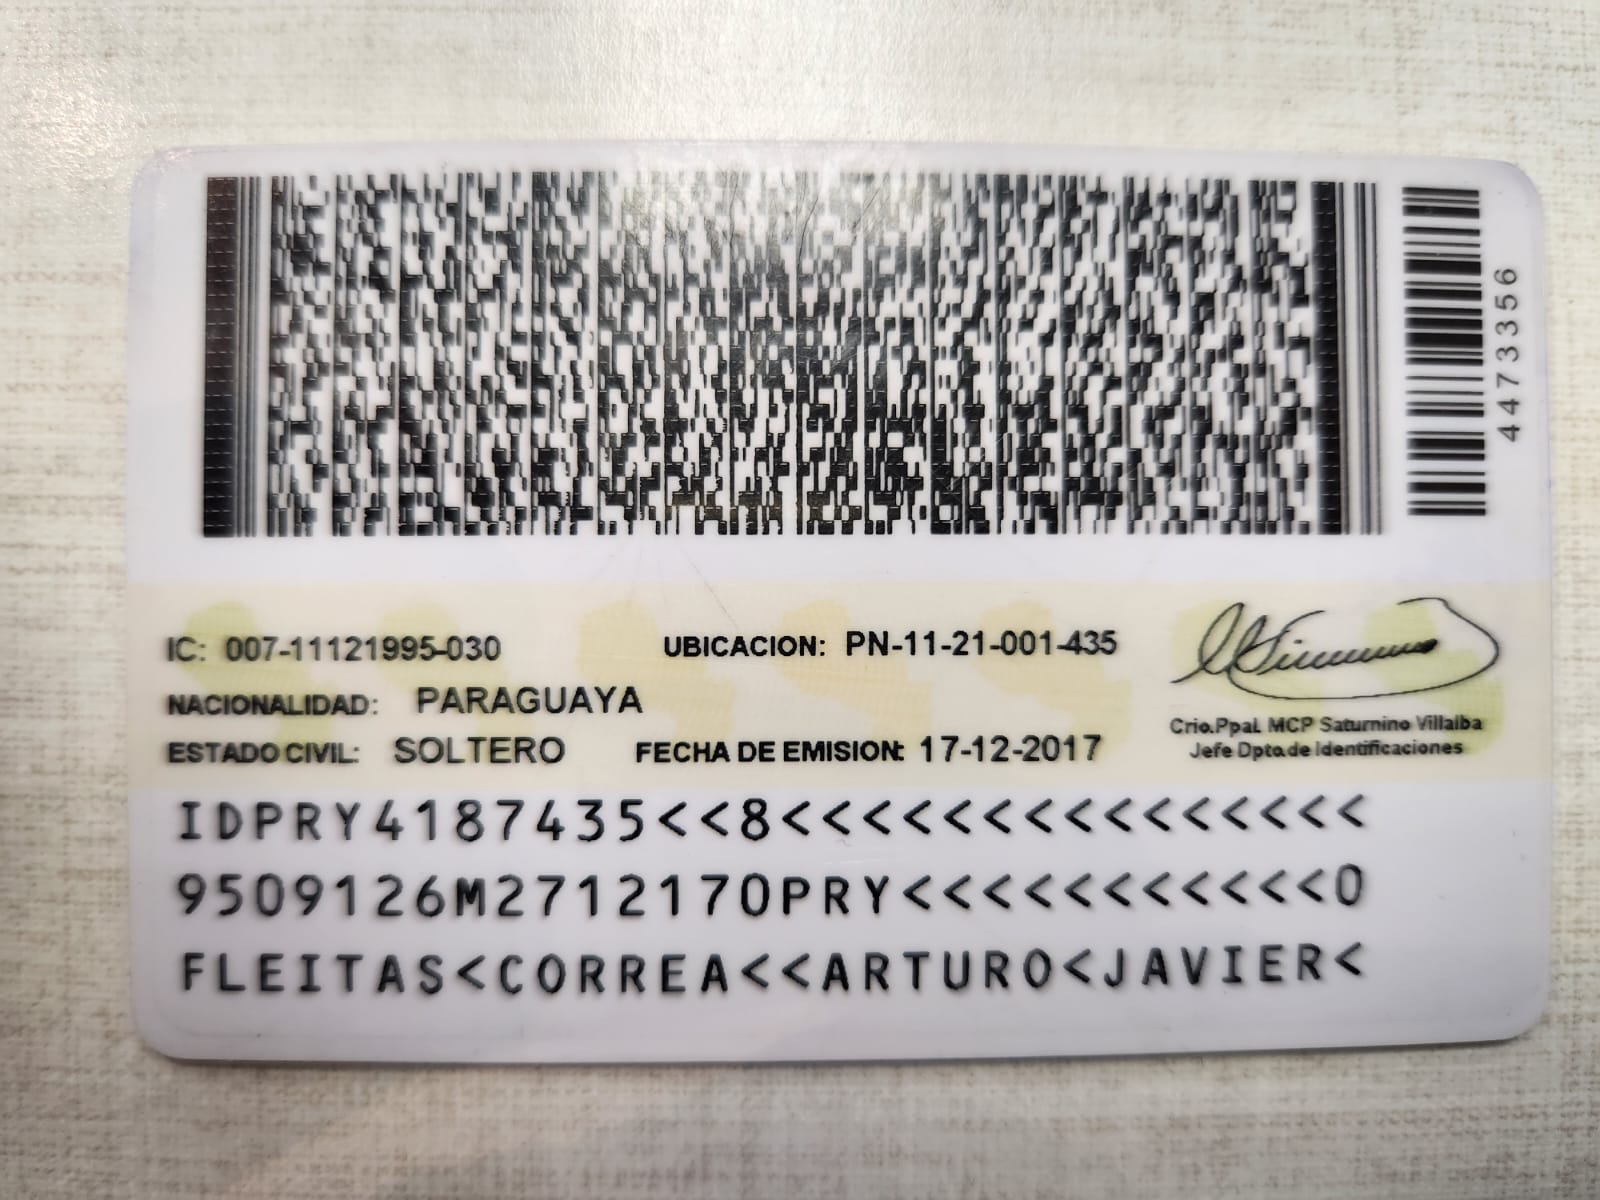 4473356
IC: 007-11121995-030 UBICACION: PN-11-21-001-435
NACIONALIDAD: PARAGUAYA
ESTADO CIVIL: SOLTERO FECHA DE EMISION: 17-12-2017
Crio.Ppal. MCP Saturnino Villalba
Jefe Dpto.de Identificaciones
IDPRY4187435<<8<<<<<<<<<<<<<<<
9509126M2712170PRY<<<<<<<<<<<0
FLEITAS<CORREA<<ARTURO<JAVIER<